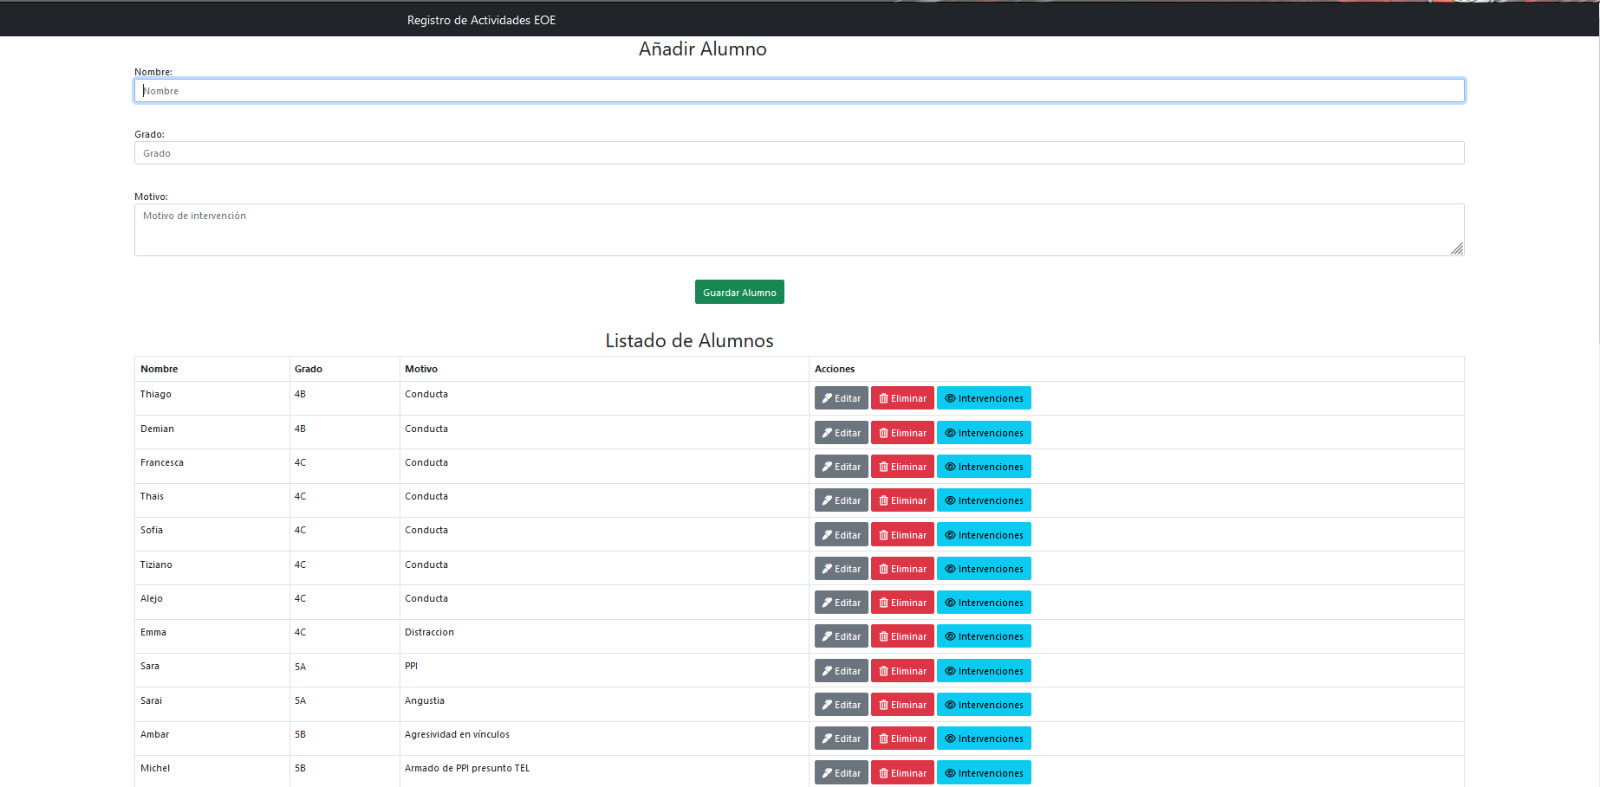 Registro de Actividades EOE
Añadir Alumno
Nombre:
Nombre
Grado:
Grado
Motivo:
Motivo de intervención
Guardar Alumno
Listado de Alumnos
Nombre Grado Motivo Acciones
Thiago 4B Conducta Editar Eliminar Intervenciones
Demian 4B Conducta Editar Eliminar Intervenciones
Francesca 4C Conducta Editar Eliminar Intervenciones
Thais 4C Conducta Editar Eliminar Intervenciones
Sofia 4C Conducta Editar Eliminar Intervenciones
Tiziano 4C Conducta Editar Eliminar Intervenciones
Alejo 4C Conducta Editar Eliminar Intervenciones
Emma 4C Distraccion Editar Eliminar Intervenciones
Sara 5A PPI Editar Eliminar Intervenciones
Sarai 5A Angustia Editar Eliminar Intervenciones
Ambar 5B Agresividad en vínculos Editar Eliminar Intervenciones
Michel 5B Armado de PPI presunto TEL Editar Eliminar Intervenciones